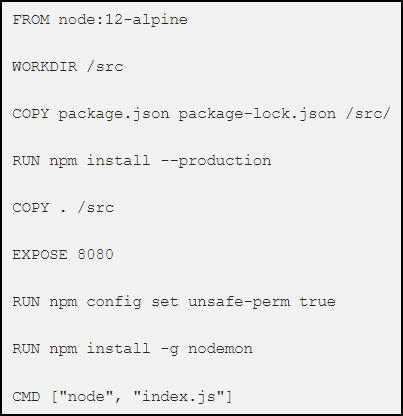 FROM node:12-alpine
WORKDIR /src
COPY package.json package-lock.json /src/
RUN npm install --production
COPY . /src
EXPOSE 8080
RUN npm config set unsafe-perm true
RUN npm install -g nodemon
CMD ["node", "index.js"]